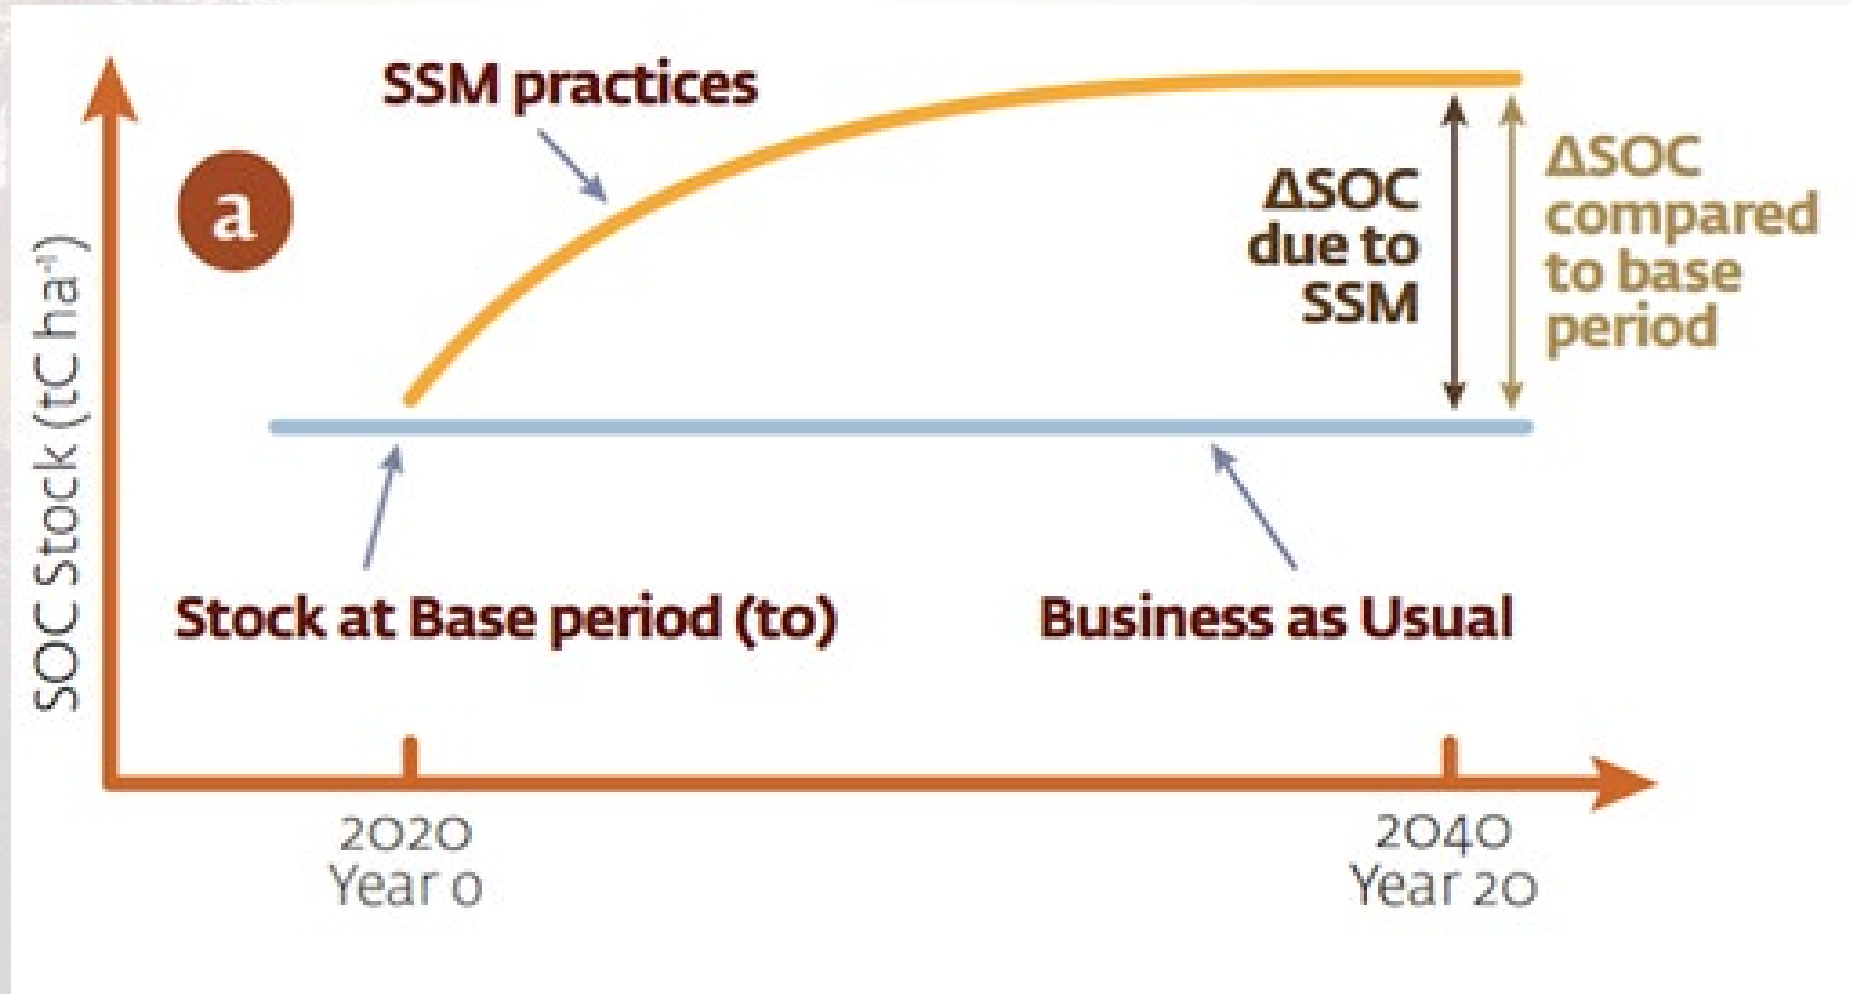 SSM practices
a
ΔSOC
due to
SSM
ΔSOC
compared
to base
period
SOC Stock (tC ha⁻¹)
Stock at Base period (to)
Business as Usual
2020
Year 0
2040
Year 20